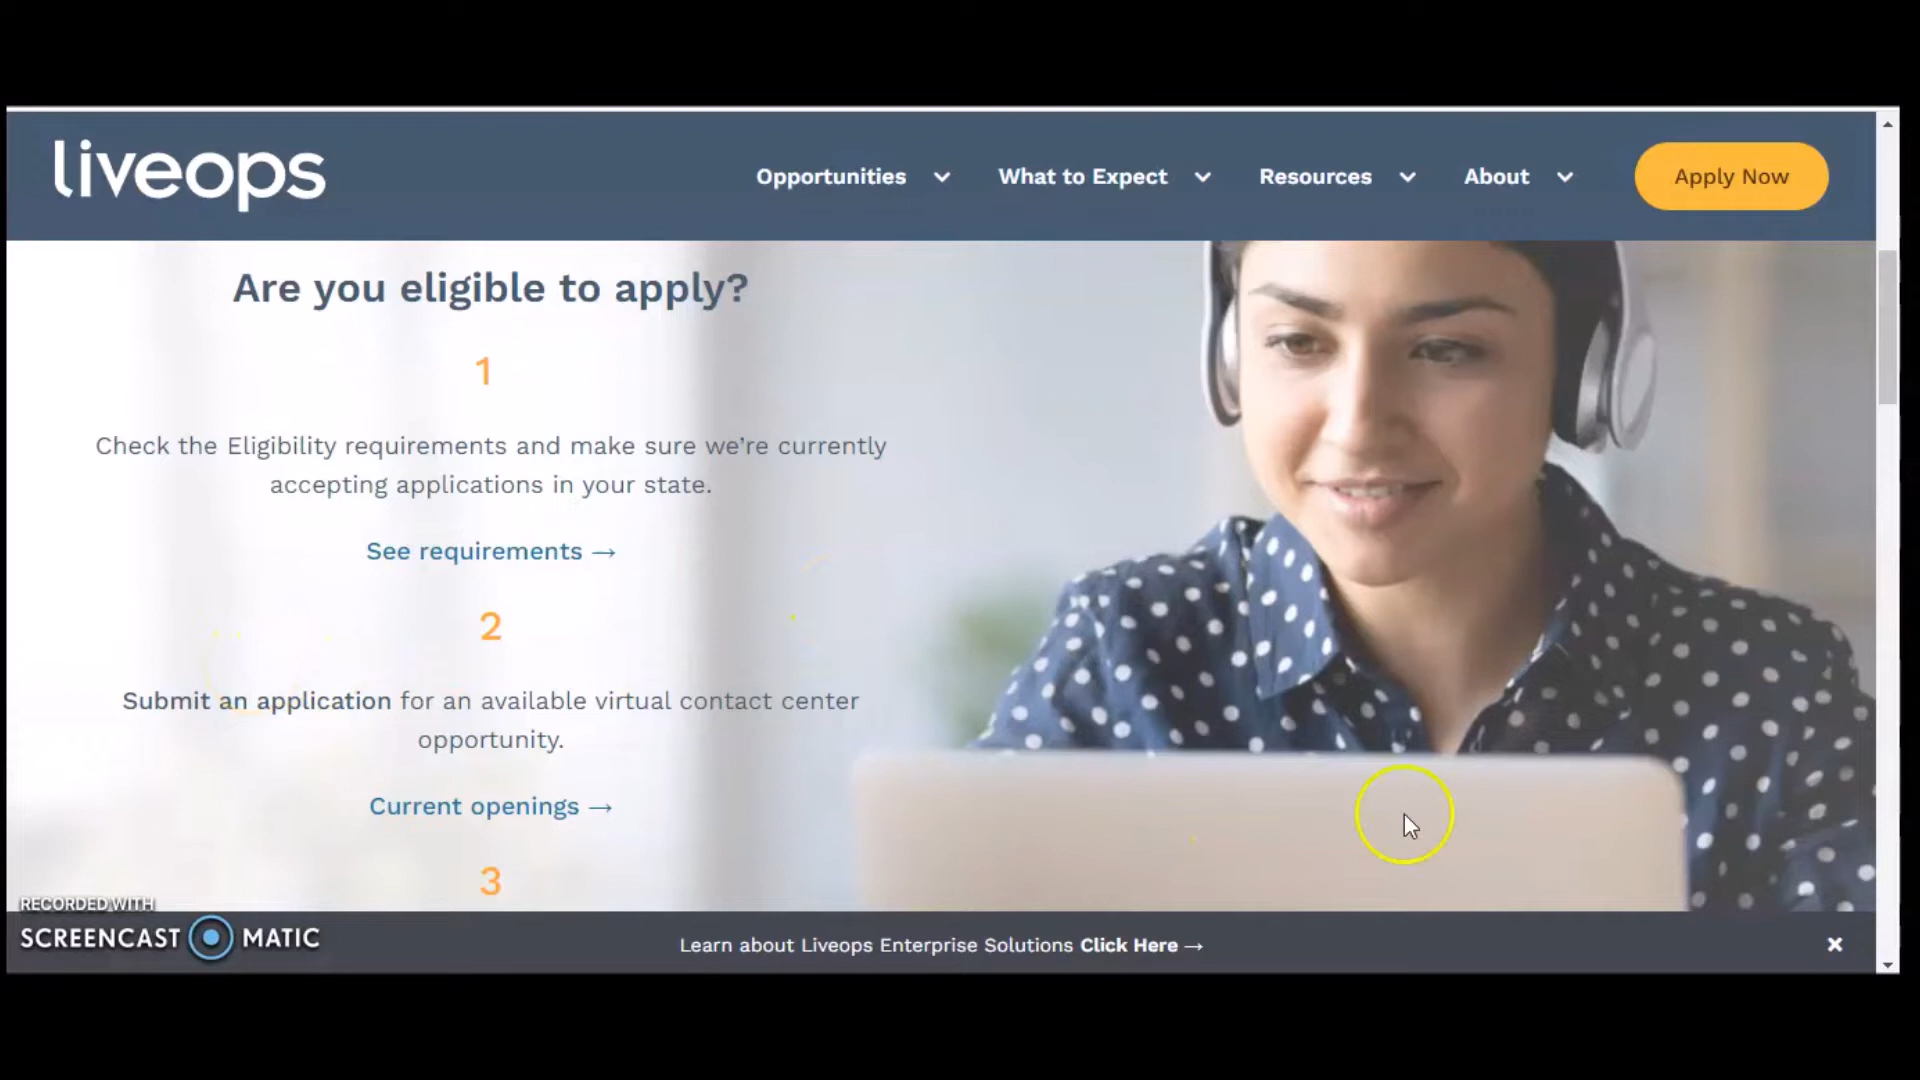 liveops
Opportunities What to Expect Resources About Apply Now
Are you eligible to apply?
1
Check the Eligibility requirements and make sure we’re currently
accepting applications in your state.
See requirements →
2
Submit an application for an available virtual contact center
opportunity.
Current openings →
3
RECORDED WITH
SCREENCAST MATIC
Learn about Liveops Enterprise Solutions Click Here →